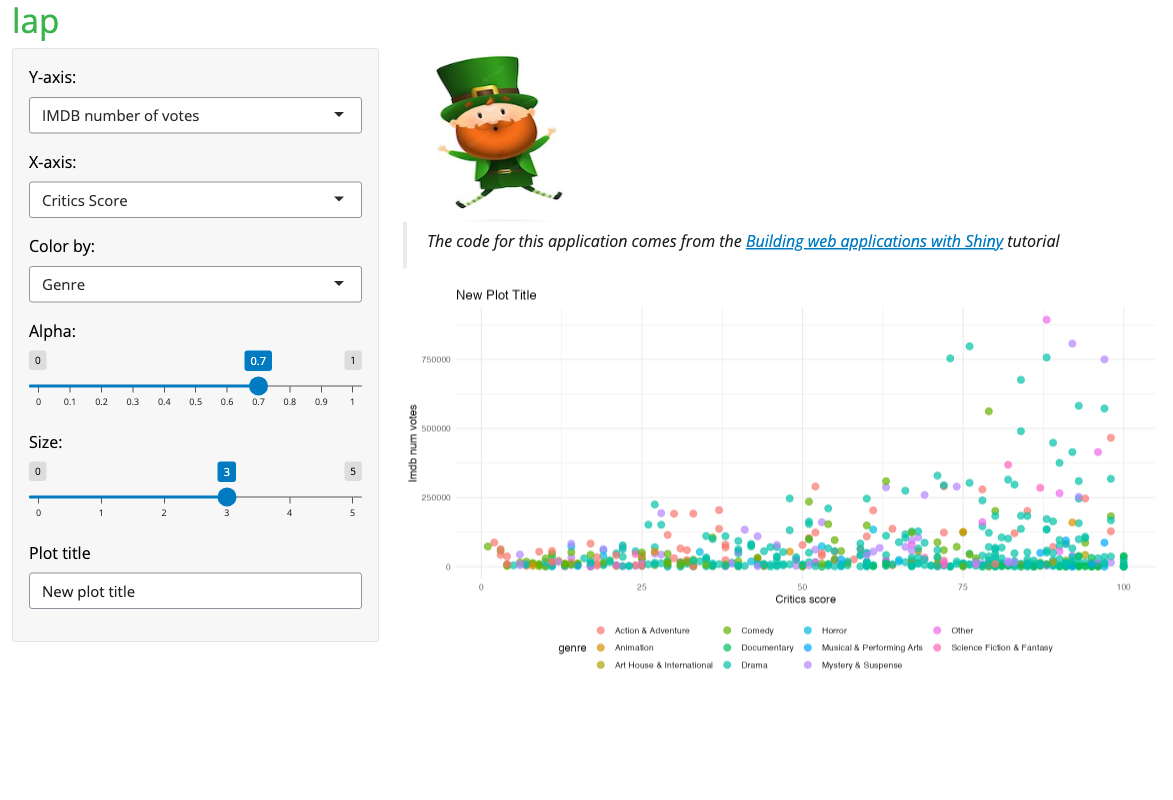 lap
Y-axis:
IMDB number of votes
X-axis:
Critics Score
Color by:
Genre
Alpha:
0 0.7 1
0 0.1 0.2 0.3 0.4 0.5 0.6 0.7 0.8 0.9 1
Size:
0 3 5
0 1 2 3 4 5
Plot title
New plot title
The code for this application comes from the Building web applications with Shiny tutorial
New Plot Title
Imdb num votes
750000
500000
250000
0
0 25 50 75 100
Critics score
genre
Action & Adventure
Animation
Art House & International
Comedy
Documentary
Drama
Horror
Musical & Performing Arts
Mystery & Suspense
Other
Science Fiction & Fantasy